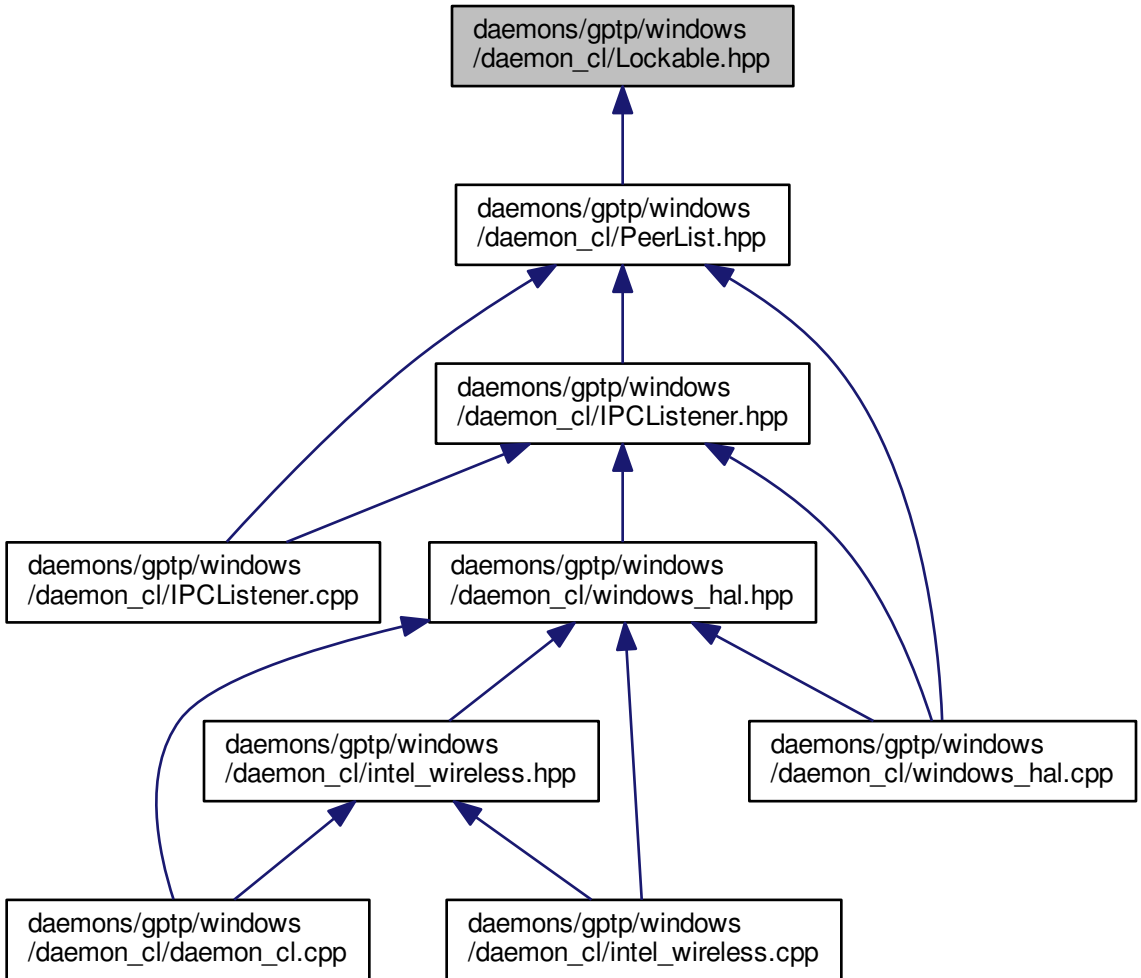 daemons/gptp/windows
/daemon_cl/Lockable.hpp
daemons/gptp/windows
/daemon_cl/PeerList.hpp
daemons/gptp/windows
/daemon_cl/IPCListener.hpp
daemons/gptp/windows
/daemon_cl/IPCListener.cpp
daemons/gptp/windows
/daemon_cl/windows_hal.hpp
daemons/gptp/windows
/daemon_cl/intel_wireless.hpp
daemons/gptp/windows
/daemon_cl/windows_hal.cpp
daemons/gptp/windows
/daemon_cl/daemon_cl.cpp
daemons/gptp/windows
/daemon_cl/intel_wireless.cpp